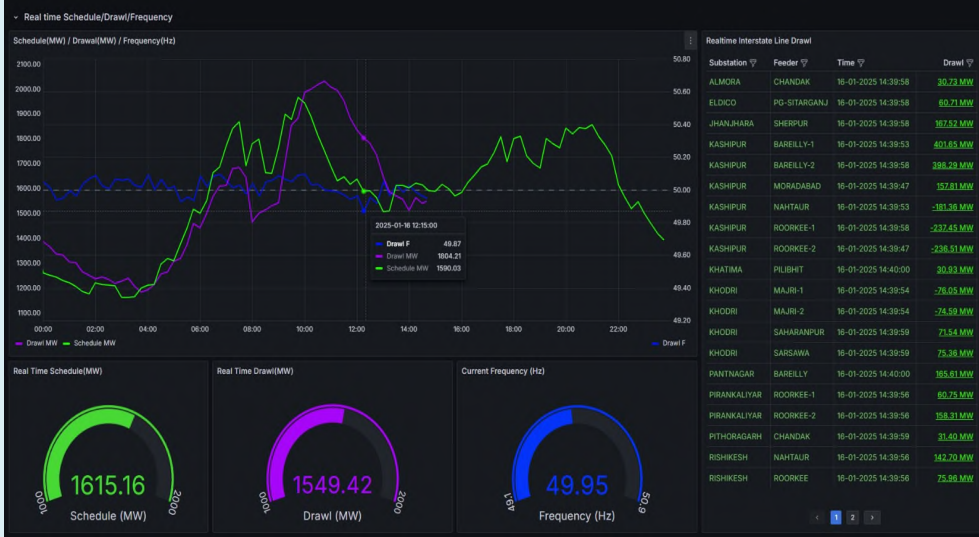 Real time Schedule/Drawl/Frequency
Schedule(MW) / Drawal(MW) / Frequency(Hz)
2100.00
2000.00
1900.00
1800.00
1700.00
1600.00
1500.00
1400.00
1300.00
1200.00
1100.00
50.80
50.60
50.40
50.20
50.00
49.80
49.60
49.40
49.20
00:00 02:00 04:00 06:00 08:00 10:00 12:00 14:00 16:00 18:00 20:00 22:00
Drawl MW Schedule MW Drawl F
2025-01-16 12:15:00
Drawl F 49.87
Drawl MW 1804.21
Schedule MW 1590.03
Real Time Schedule(MW)
1615.16
1000 2000
Schedule (MW)
Real Time Drawl(MW)
1549.42
1000 2000
Drawl (MW)
Current Frequency (Hz)
49.95
49.1 50.9
Frequency (Hz)
Realtime Interstate Line Drawl
Substation Feeder Time Drawl
ALMORA CHANDAK 16-01-2025 14:39:58 30.73 MW
ELDICO PG-SITARGANJ 16-01-2025 14:39:58 60.71 MW
JHANJHARA SHERPUR 16-01-2025 14:39:58 167.52 MW
KASHIPUR BAREILLY-1 16-01-2025 14:39:53 401.65 MW
KASHIPUR BAREILLY-2 16-01-2025 14:39:58 398.29 MW
KASHIPUR MORADABAD 16-01-2025 14:39:47 157.81 MW
KASHIPUR NAHTAUR 16-01-2025 14:39:53 -181.36 MW
KASHIPUR ROORKEE-1 16-01-2025 14:39:58 -237.45 MW
KASHIPUR ROORKEE-2 16-01-2025 14:39:47 -236.51 MW
KHATIMA PILIBHIT 16-01-2025 14:40:00 30.93 MW
KHODRI MAJRI-1 16-01-2025 14:39:54 -76.05 MW
KHODRI MAJRI-2 16-01-2025 14:39:54 -74.59 MW
KHODRI SAHARANPUR 16-01-2025 14:39:59 71.54 MW
KHODRI SARSAWA 16-01-2025 14:39:59 75.36 MW
PANTNAGAR BAREILLY 16-01-2025 14:40:00 165.61 MW
PIRANKALIYAR ROORKEE-1 16-01-2025 14:39:56 60.75 MW
PIRANKALIYAR ROORKEE-2 16-01-2025 14:39:56 158.31 MW
PITHORAGARH CHANDAK 16-01-2025 14:39:59 31.40 MW
RISHIKESH NAHTAUR 16-01-2025 14:39:56 142.70 MW
RISHIKESH ROORKEE 16-01-2025 14:39:56 75.96 MW
1 2